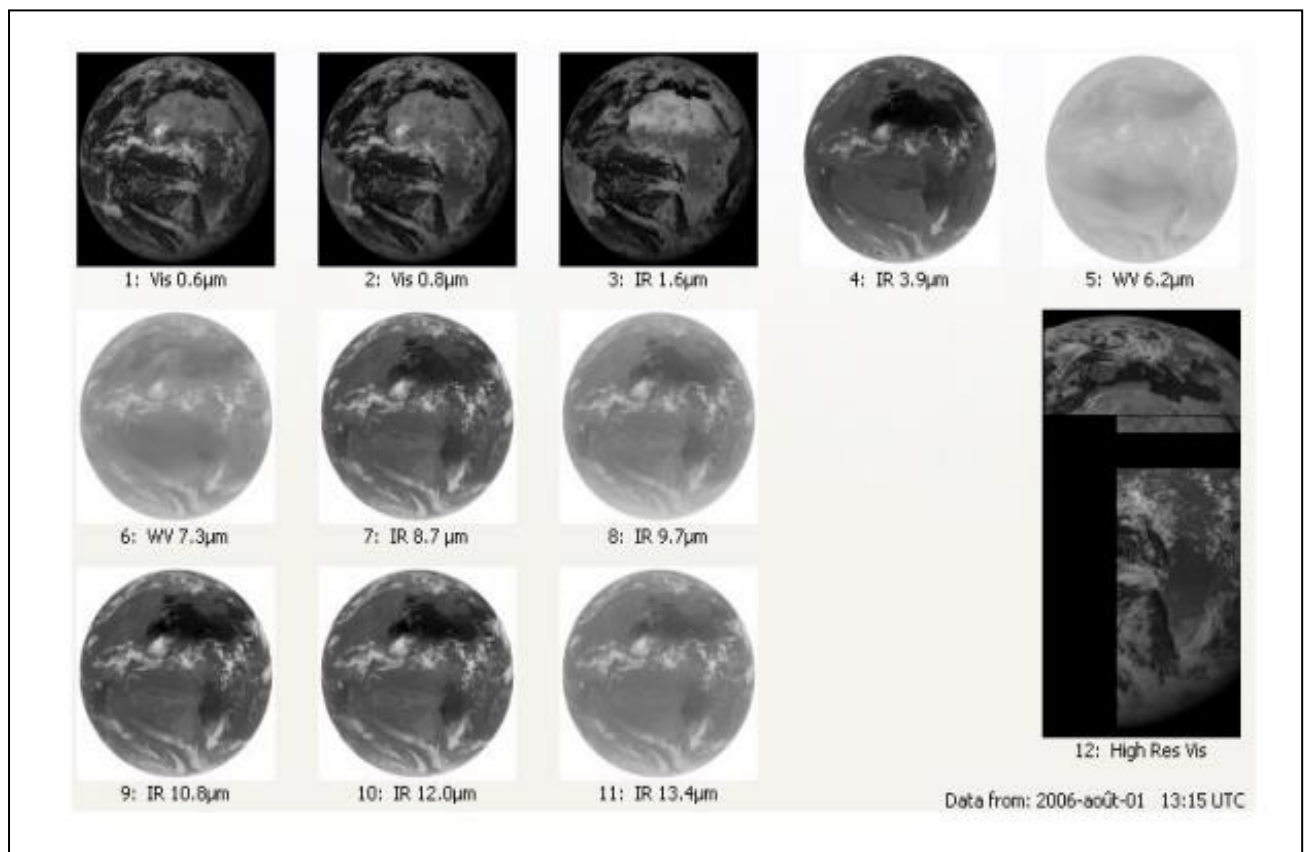 1: Vis 0.6µm
2: Vis 0.8µm
3: IR 1.6µm
4: IR 3.9µm
5: WV 6.2µm
6: WV 7.3µm
7: IR 8.7 µm
8: IR 9.7µm
12: High Res Vis
9: IR 10.8µm
10: IR 12.0µm
11: IR 13.4µm
Data from: 2006-août-01 13:15 UTC